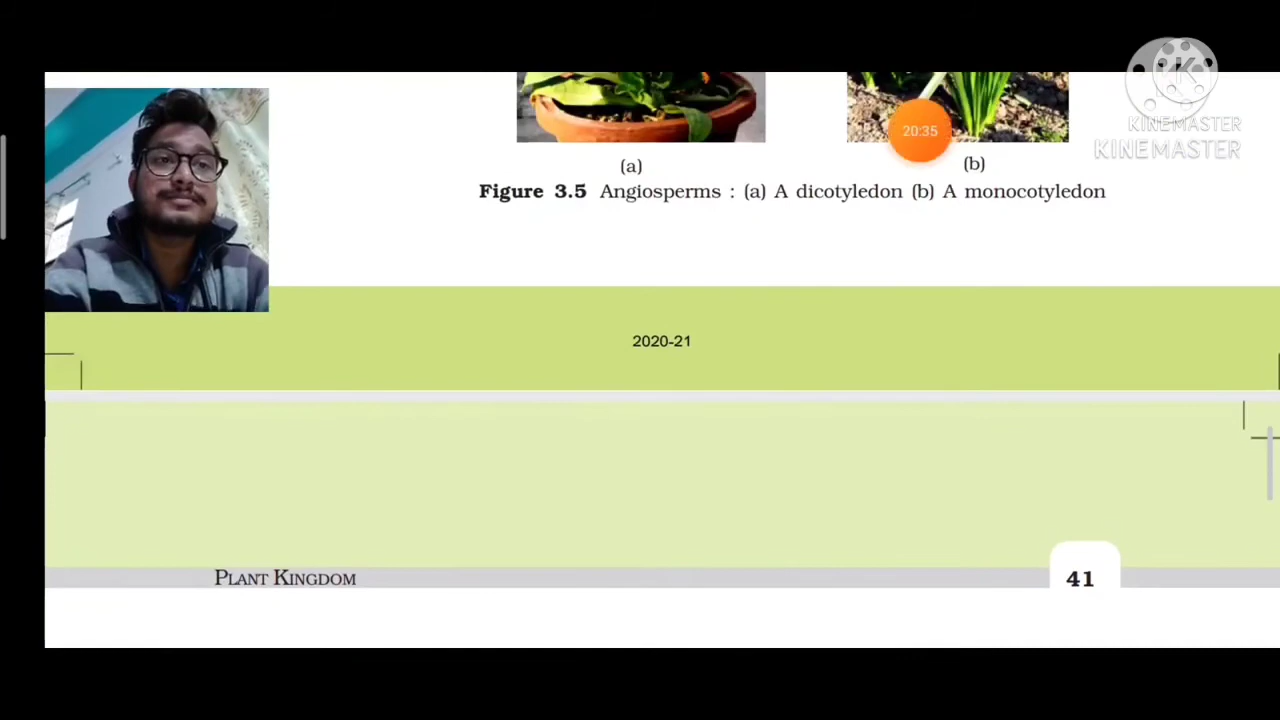 KINEMASTER
KINEMASTER
20:35
(a)
(b)
Figure 3.5 Angiosperms : (a) A dicotyledon (b) A monocotyledon
2020-21
PLANT KINGDOM
41